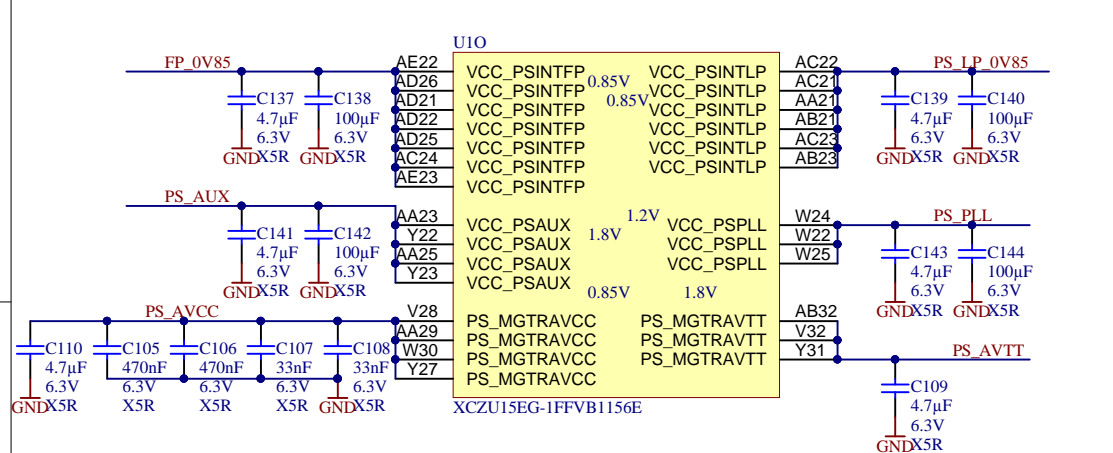 U1O
FP_0V85
AE22
VCC_PSINTFP
0.85V
VCC_PSINTLP
AC22
PS_LP_0V85
AD26
VCC_PSINTFP
VCC_PSINTLP
AC21
AD21
VCC_PSINTFP
0.85V
VCC_PSINTLP
AA21
AD22
VCC_PSINTFP
VCC_PSINTLP
AB21
AD25
VCC_PSINTFP
VCC_PSINTLP
AC23
AC24
VCC_PSINTFP
VCC_PSINTLP
AB23
AE23
VCC_PSINTFP
C137
4.7µF
6.3V
X5R
GND
C138
100µF
6.3V
X5R
GND
C139
4.7µF
6.3V
X5R
GND
C140
100µF
6.3V
X5R
GND
PS_AUX
AA23
VCC_PSAUX
1.2V
VCC_PSPLL
W24
PS_PLL
Y22
VCC_PSAUX
1.8V
VCC_PSPLL
W22
AA25
VCC_PSAUX
VCC_PSPLL
W25
Y23
VCC_PSAUX
C141
4.7µF
6.3V
X5R
GND
C142
100µF
6.3V
X5R
GND
C143
4.7µF
6.3V
X5R
GND
C144
100µF
6.3V
X5R
GND
0.85V
1.8V
PS_AVCC
V28
PS_MGTRAVCC
PS_MGTRAVTT
AB32
AA29
PS_MGTRAVCC
PS_MGTRAVTT
V32
W30
PS_MGTRAVCC
PS_MGTRAVTT
Y31
PS_AVTT
Y27
PS_MGTRAVCC
C110
4.7µF
6.3V
X5R
GND
C105
470nF
6.3V
X5R
C106
470nF
6.3V
X5R
C107
33nF
6.3V
X5R
C108
33nF
6.3V
X5R
GND
C109
4.7µF
6.3V
X5R
GND
XCZU15EG-1FFVB1156E